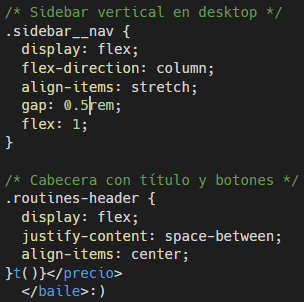 /* Sidebar vertical en desktop */
.sidebar__nav {
  display: flex;
  flex-direction: column;
  align-items: stretch;
  gap: 0.5rem;
  flex: 1;
}

/* Cabecera con título y botones */
.routines-header {
  display: flex;
  justify-content: space-between;
  align-items: center;
}t()}</precio>
  </baile>:)